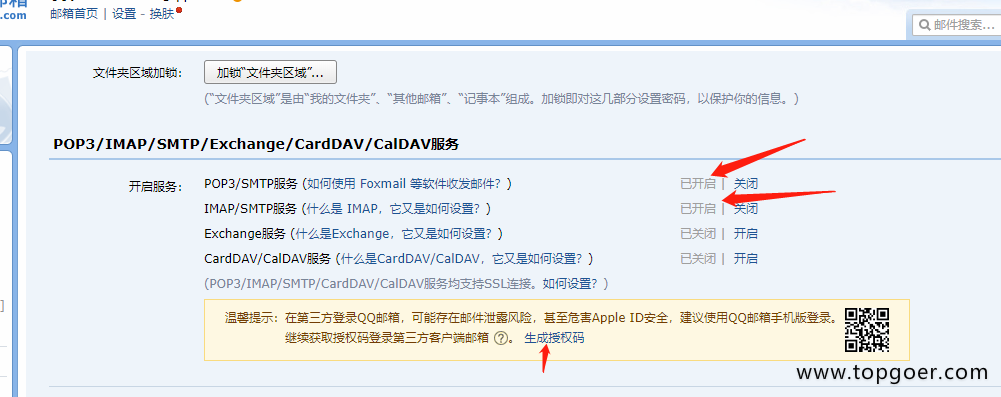 .com
邮箱首页 | 设置 - 换肤
邮件搜索...
文件夹区域加锁： 加锁“文件夹区域”...
(“文件夹区域”是由“我的文件夹”、“其他邮箱”、“记事本”组成。加锁即对这几部分设置密码，以保护你的信息。)
POP3/IMAP/SMTP/Exchange/CardDAV/CalDAV服务
开启服务： POP3/SMTP服务 (如何使用 Foxmail 等软件收发邮件？) 已开启 | 关闭
IMAP/SMTP服务 (什么是 IMAP，它又是如何设置？) 已开启 | 关闭
Exchange服务 (什么是Exchange，它又是如何设置？) 已关闭 | 开启
CardDAV/CalDAV服务 (什么是CardDAV/CalDAV，它又是如何设置？) 已关闭 | 开启
(POP3/IMAP/SMTP/CardDAV/CalDAV服务均支持SSL连接。如何设置？)
温馨提示：在第三方登录QQ邮箱，可能存在邮件泄露风险，甚至危害Apple ID安全，建议使用QQ邮箱手机版登录。
继续获取授权码登录第三方客户端邮箱 ? 。 生成授权码
www.topgoer.com